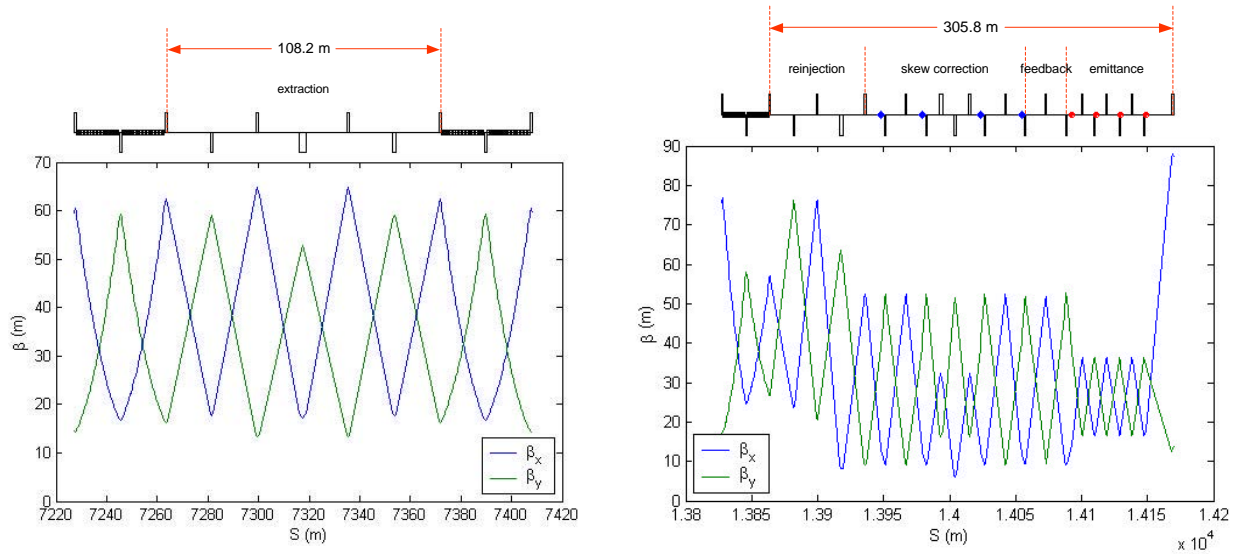 108.2 m
extraction
70
60
50
40
30
20
10
0
β (m)
7220 7240 7260 7280 7300 7320 7340 7360 7380 7400 7420
S (m)
βx
βy
305.8 m
reinjection skew correction feedback emittance
90
80
70
60
50
40
30
20
10
0
β (m)
1.38 1.385 1.39 1.395 1.4 1.405 1.41 1.415 1.42
S (m)
x 10^4
βx
βy